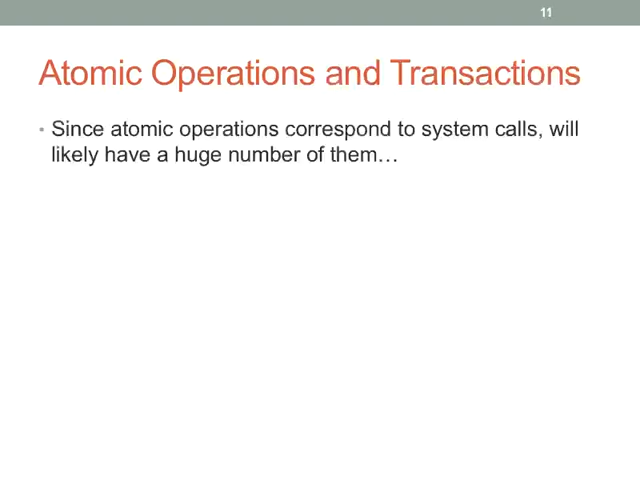 11
Atomic Operations and Transactions
• Since atomic operations correspond to system calls, will
likely have a huge number of them…